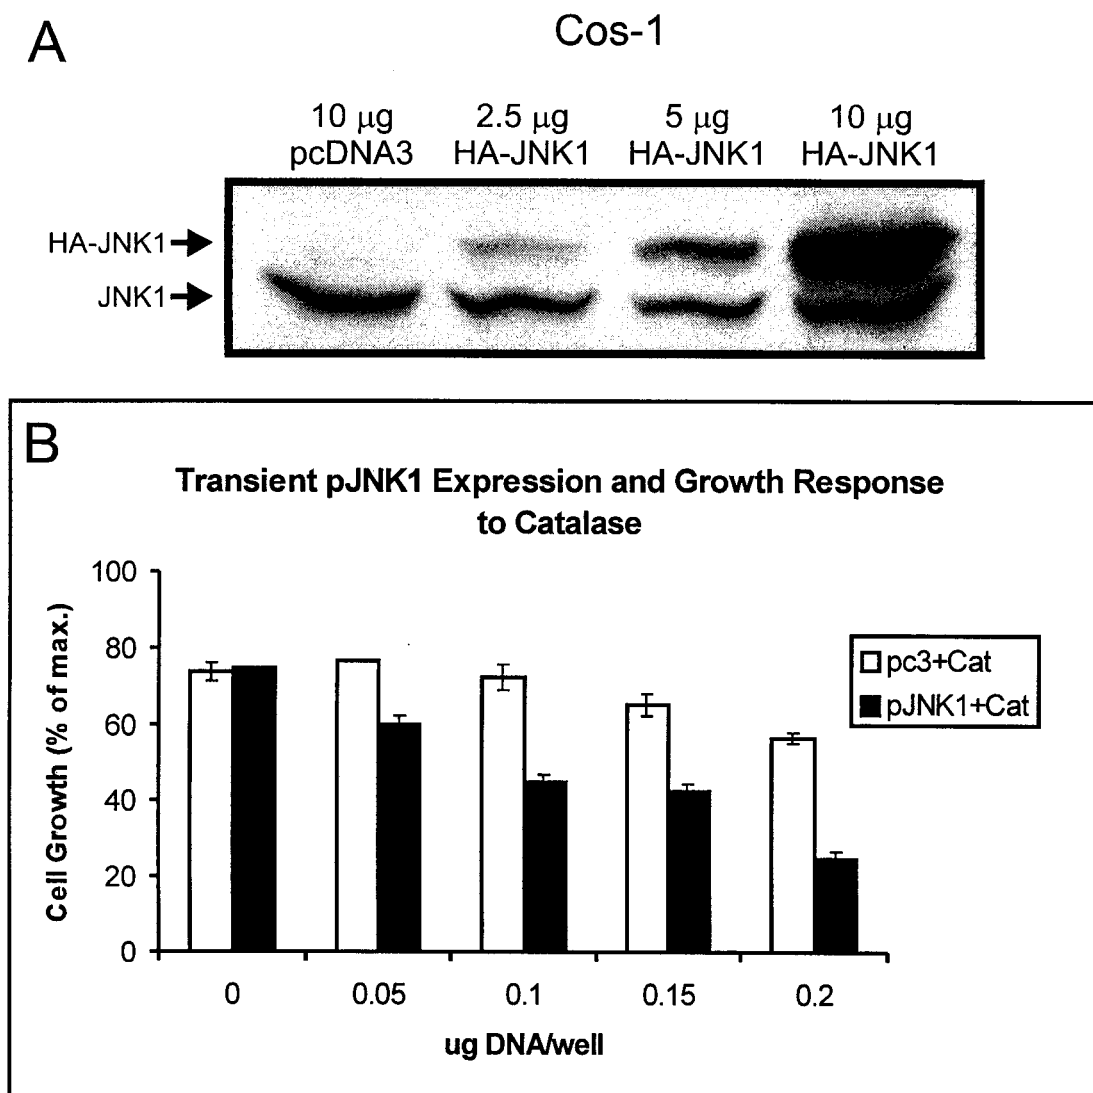 A
Cos-1
10 µg
pcDNA3
2.5 µg
HA-JNK1
5 µg
HA-JNK1
10 µg
HA-JNK1
HA-JNK1
JNK1
B
Transient pJNK1 Expression and Growth Response
to Catalase
Cell Growth (% of max.)
100
80
60
40
20
0
pc3+Cat
pJNK1+Cat
0 0.05 0.1 0.15 0.2
ug DNA/well